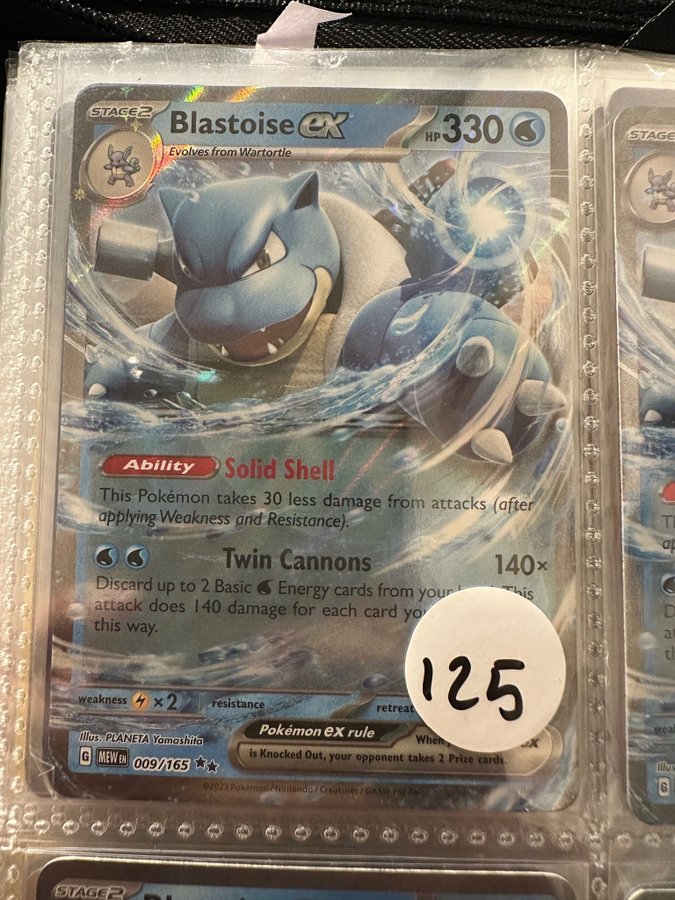 STAGE2 Blastoise ex HP 330
Evolves from Wartortle
Ability Solid Shell
This Pokémon takes 30 less damage from attacks (after
applying Weakness and Resistance).
Twin Cannons 140×
Discard up to 2 Basic Energy cards from your This
attack does 140 damage for each card
this way.
125
weakness ×2 resistance retreat
Illus. PLANETA Yamashita
Pokémon ex rule
When ex
is Knocked Out, your opponent takes 2 Prize cards.
G MEW EN 009/165
©2023 Pokémon / Nintendo / Creatures / GAME FREAK
STAGE
STAGE2 Blastoise